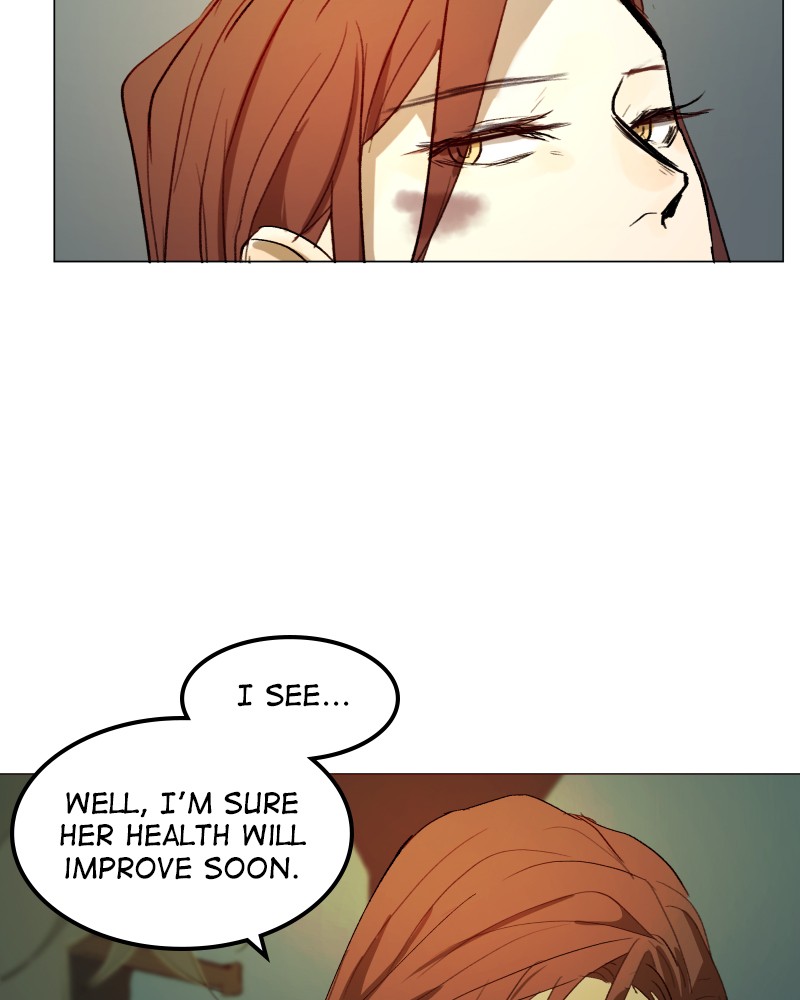 I SEE...
WELL, I'M SURE
HER HEALTH WILL
IMPROVE SOON.